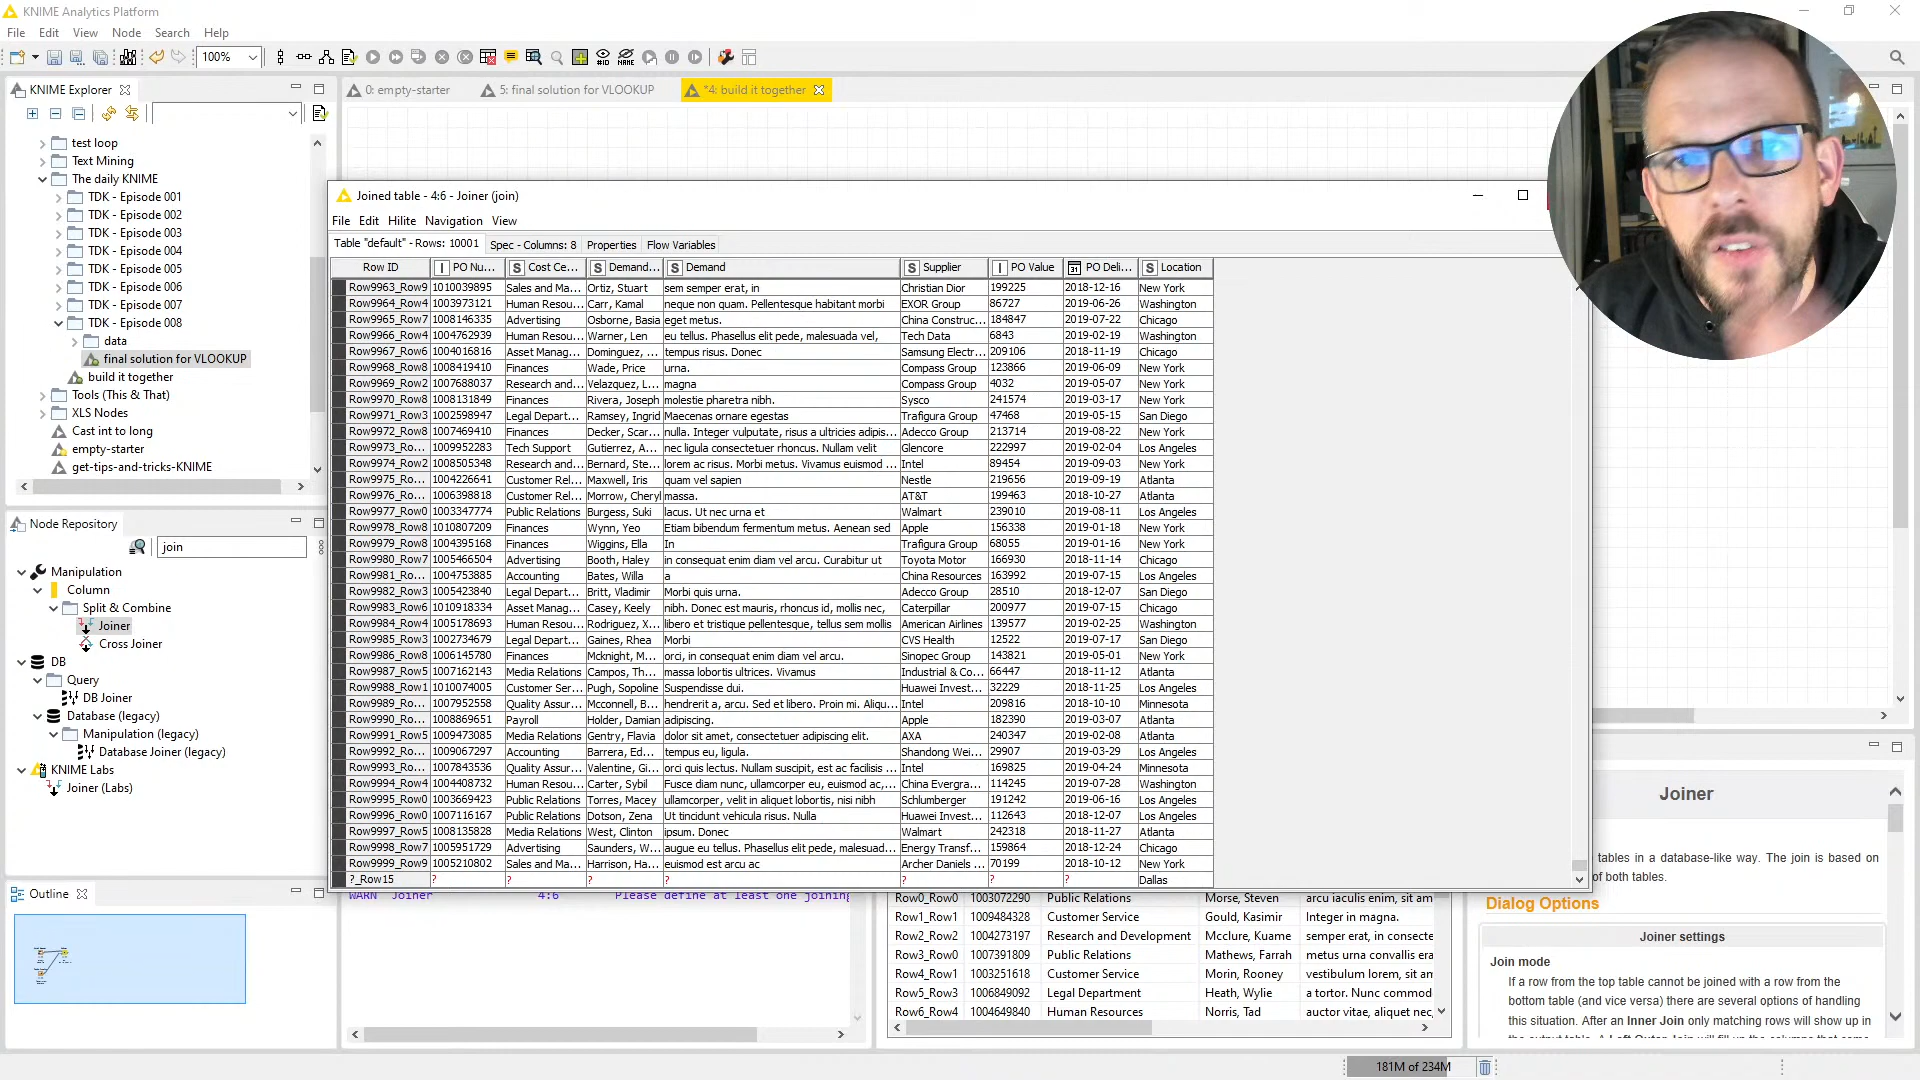 KNIME Analytics Platform
File Edit View Node Search Help
100%
KNIME Explorer
0: empty-starter
5: final solution for VLOOKUP
*4: build it together
test loop
Text Mining
The daily KNIME
TDK - Episode 001
TDK - Episode 002
TDK - Episode 003
TDK - Episode 004
TDK - Episode 005
TDK - Episode 006
TDK - Episode 007
TDK - Episode 008
data
final solution for VLOOKUP
build it together
Tools (This & That)
XLS Nodes
Cast int to long
empty-starter
get-tips-and-tricks-KNIME
Node Repository
join
Manipulation
Column
Split & Combine
Joiner
Cross Joiner
DB
Query
DB Joiner
Database (legacy)
Manipulation (legacy)
Database Joiner (legacy)
KNIME Labs
Joiner (Labs)
Outline
Joined table - 4:6 - Joiner (join)
File Edit Hilite Navigation View
Table "default" - Rows: 10001 Spec - Columns: 8 Properties Flow Variables
Row ID PO Nu... Cost Ce... Demand... Demand Supplier PO Value PO Deli... Location
Row9963_Row9 1010039895 Sales and Ma... Ortiz, Stuart sem semper erat, in Christian Dior 199225 2018-12-16 New York
Row9964_Row4 1003973121 Human Resou... Carr, Kamal neque non quam. Pellentesque habitant morbi EXOR Group 86727 2019-06-26 Washington
Row9965_Row7 1008146335 Advertising Osborne, Basia eget metus. China Construc... 184847 2019-07-22 Chicago
Row9966_Row4 1004762939 Human Resou... Warner, Len eu tellus. Phasellus elit pede, malesuada vel, Tech Data 6843 2019-02-19 Washington
Row9967_Row6 1004016816 Asset Manag... Dominguez, ... tempus risus. Donec Samsung Electr... 209106 2018-11-19 Chicago
Row9968_Row8 1008419410 Finances Wade, Price urna. Compass Group 123866 2019-06-09 New York
Row9969_Row2 1007688037 Research and... Velazquez, L... magna Compass Group 4032 2019-05-07 New York
Row9970_Row8 1008131849 Finances Rivera, Joseph molestie pharetra nibh. Sysco 241574 2019-03-17 New York
Row9971_Row3 1002598947 Legal Depart... Ramsey, Ingrid Maecenas ornare egestas Trafigura Group 47468 2019-05-15 San Diego
Row9972_Row8 1007469410 Finances Decker, Scar... nulla. Integer vulputate, risus a ultricies adipis... Adecco Group 213714 2019-08-22 New York
Row9973_Ro... 1009952283 Tech Support Gutierrez, A... nec ligula consectetuer rhoncus. Nullam velit Glencore 222997 2019-02-04 Los Angeles
Row9974_Row2 1008505348 Research and... Bernard, Ste... lorem ac risus. Morbi metus. Vivamus euismod ... Intel 89454 2019-09-03 New York
Row9975_Ro... 1004226641 Customer Rel... Maxwell, Iris quam vel sapien Nestle 219656 2019-09-19 Atlanta
Row9976_Ro... 1006398818 Customer Rel... Morrow, Cheryl massa. AT&T 199463 2018-10-27 Atlanta
Row9977_Row0 1003347774 Public Relations Burgess, Suki lacus. Ut nec urna et Walmart 239010 2019-08-11 Los Angeles
Row9978_Row8 1010807209 Finances Wynn, Yeo Etiam bibendum fermentum metus. Aenean sed Apple 156338 2019-01-18 New York
Row9979_Row8 1004395168 Finances Wiggins, Ella In Trafigura Group 68055 2019-01-16 New York
Row9980_Row7 1005466504 Advertising Booth, Haley in consequat enim diam vel arcu. Curabitur ut Toyota Motor 166930 2018-11-14 Chicago
Row9981_Ro... 1004753885 Accounting Bates, Willa a China Resources 163992 2019-07-15 Los Angeles
Row9982_Row3 1005423840 Legal Depart... Britt, Vladimir Morbi quis urna. Adecco Group 28510 2018-12-07 San Diego
Row9983_Row6 1010918334 Asset Manag... Casey, Keely nibh. Donec est mauris, rhoncus id, mollis nec, Caterpillar 200977 2019-07-15 Chicago
Row9984_Row4 1005178693 Human Resou... Rodriguez, X... libero et tristique pellentesque, tellus sem mollis American Airlines 139577 2019-02-25 Washington
Row9985_Row3 1002734679 Legal Depart... Gaines, Rhea Morbi CVS Health 12522 2019-07-17 San Diego
Row9986_Row8 1006145780 Finances Mcknight, M... orci, in consequat enim diam vel arcu. Sinopec Group 143821 2019-05-01 New York
Row9987_Row5 1007162143 Media Relations Campos, Th... massa lobortis ultrices. Vivamus Industrial & Co... 66447 2018-11-12 Atlanta
Row9988_Row1 1010074005 Customer Ser... Pugh, Sopoline Suspendisse dui. Huawei Invest... 32229 2018-11-25 Los Angeles
Row9989_Ro... 1007952558 Quality Assur... Mcconnell, B... hendrerit a, arcu. Sed et libero. Proin mi. Aliqu... Intel 209816 2018-10-10 Minnesota
Row9990_Ro... 1008869651 Payroll Holder, Damian adipiscing. Apple 182390 2019-03-07 Atlanta
Row9991_Row5 1009473085 Media Relations Gentry, Flavia dolor sit amet, consectetuer adipiscing elit. AXA 240347 2019-02-08 Atlanta
Row9992_Ro... 1009067297 Accounting Barrera, Ed... tempus eu, ligula. Shandong Wei... 29907 2019-03-29 Los Angeles
Row9993_Ro... 1007843536 Quality Assur... Valentine, Gi... orci quis lectus. Nullam suscipit, est ac facilisis ... Intel 169825 2019-04-24 Minnesota
Row9994_Row4 1004408732 Human Resou... Carter, Sybil Fusce diam nunc, ullamcorper eu, euismod ac,... China Evergra... 114245 2019-07-28 Washington
Row9995_Row0 1003669423 Public Relations Torres, Macey ullamcorper, velit in aliquet lobortis, nisi nibh Schlumberger 191242 2019-06-16 Los Angeles
Row9996_Row0 1007116167 Public Relations Dotson, Zena Ut tincidunt vehicula risus. Nulla Huawei Invest... 112643 2018-12-07 Los Angeles
Row9997_Row5 1008135828 Media Relations West, Clinton ipsum. Donec Walmart 242318 2018-11-27 Atlanta
Row9998_Row7 1005951729 Advertising Saunders, W... augue eu tellus. Phasellus elit pede, malesuad... Energy Transf... 159864 2018-12-24 Chicago
Row9999_Row9 1005210802 Sales and Ma... Harrison, Ha... euismod est arcu ac Archer Daniels ... 70199 2018-10-12 New York
?_Row15 ? ? ? ? ? ? ? Dallas
WARN Joiner 4:6 Please define at least one joining
Row0_Row0 1003072290 Public Relations Morse, Steven arcu iaculis enim, sit am
Row1_Row1 1009484328 Customer Service Gould, Kasimir Integer in magna.
Row2_Row2 1004273197 Research and Development Mcclure, Kuame semper erat, in consecte
Row3_Row0 1007391809 Public Relations Mathews, Farrah metus urna convallis era
Row4_Row1 1003251618 Customer Service Morin, Rooney vestibulum lorem, sit am
Row5_Row3 1006849092 Legal Department Heath, Wylie a tortor. Nunc commod
Row6_Row4 1004649840 Human Resources Norris, Tad auctor vitae, aliquet nec,
Joiner
tables in a database-like way. The join is based on
of both tables.
Dialog Options
Joiner settings
Join mode
If a row from the top table cannot be joined with a row from the
bottom table (and vice versa) there are several options of handling
this situation. After an Inner Join only matching rows will show up in
181M of 234M